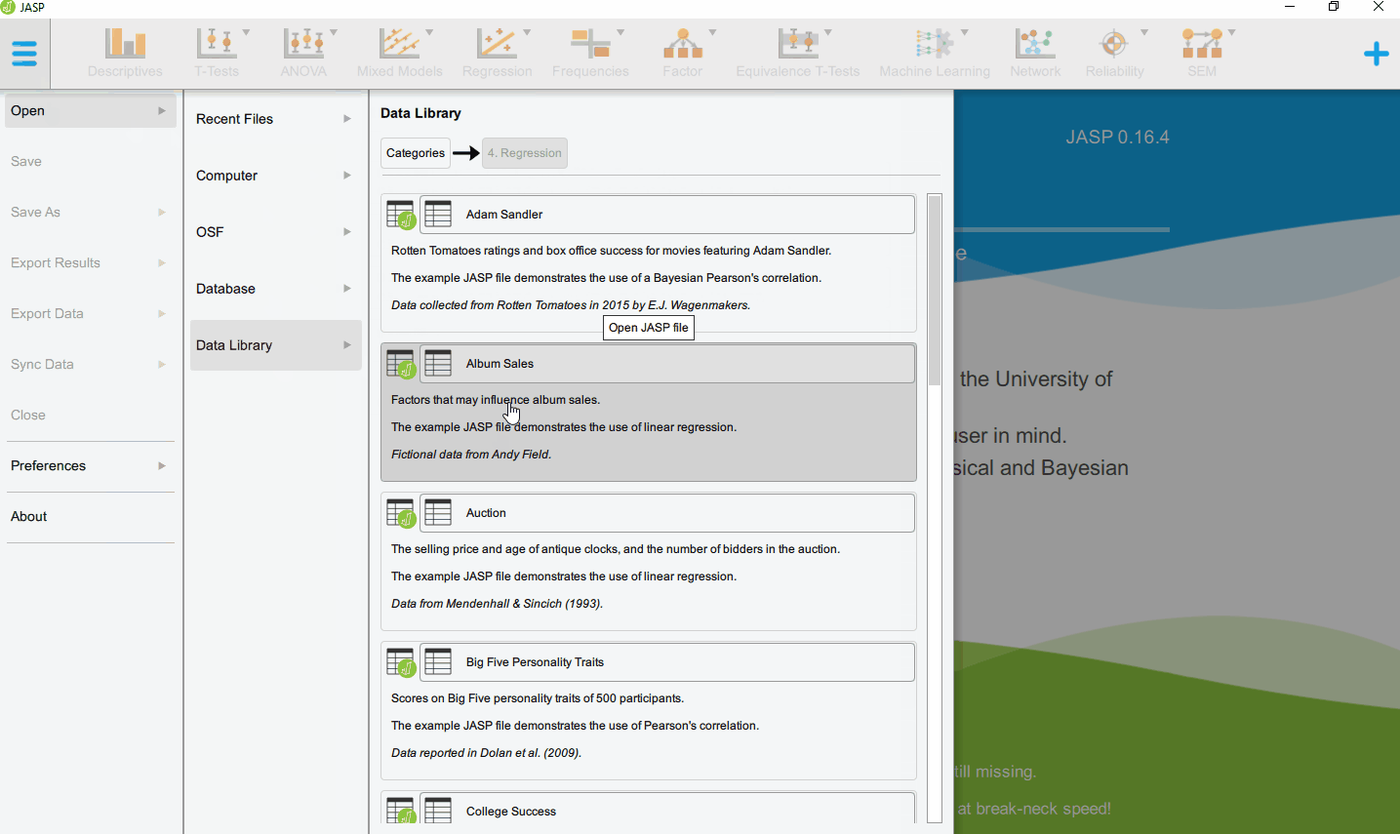 JASP
Descriptives
T-Tests
ANOVA
Mixed Models
Regression
Frequencies
Factor
Equivalence T-Tests
Machine Learning
Network
Reliability
SEM
Open
Save
Save As
Export Results
Export Data
Sync Data
Close
Preferences
About
Recent Files
Computer
OSF
Database
Data Library
Data Library
Categories
4. Regression
Adam Sandler
Rotten Tomatoes ratings and box office success for movies featuring Adam Sandler.
The example JASP file demonstrates the use of a Bayesian Pearson's correlation.
Data collected from Rotten Tomatoes in 2015 by E.J. Wagenmakers.
Open JASP file
Album Sales
Factors that may influence album sales.
The example JASP file demonstrates the use of linear regression.
Fictional data from Andy Field.
Auction
The selling price and age of antique clocks, and the number of bidders in the auction.
The example JASP file demonstrates the use of linear regression.
Data from Mendenhall & Sincich (1993).
Big Five Personality Traits
Scores on Big Five personality traits of 500 participants.
The example JASP file demonstrates the use of Pearson's correlation.
Data reported in Dolan et al. (2009).
College Success
JASP 0.16.4
e
the University of
user in mind.
sical and Bayesian
till missing.
at break-neck speed!